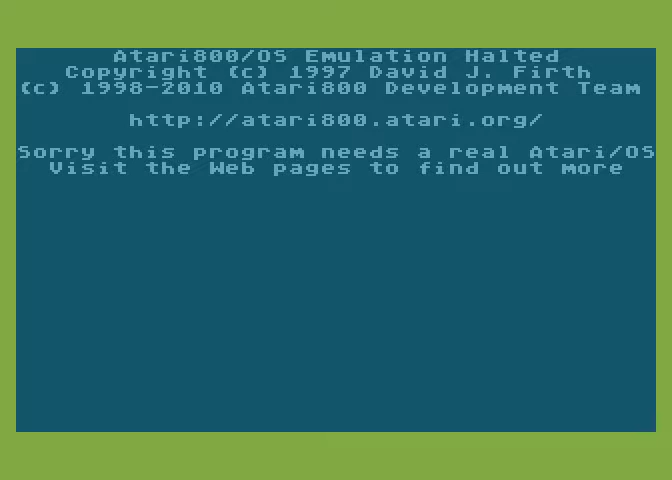 Atari800/OS Emulation Halted
Copyright (c) 1997 David J. Firth
(c) 1998-2010 Atari800 Development Team
http://atari800.atari.org/
Sorry this program needs a real Atari/OS
Visit the Web pages to find out more